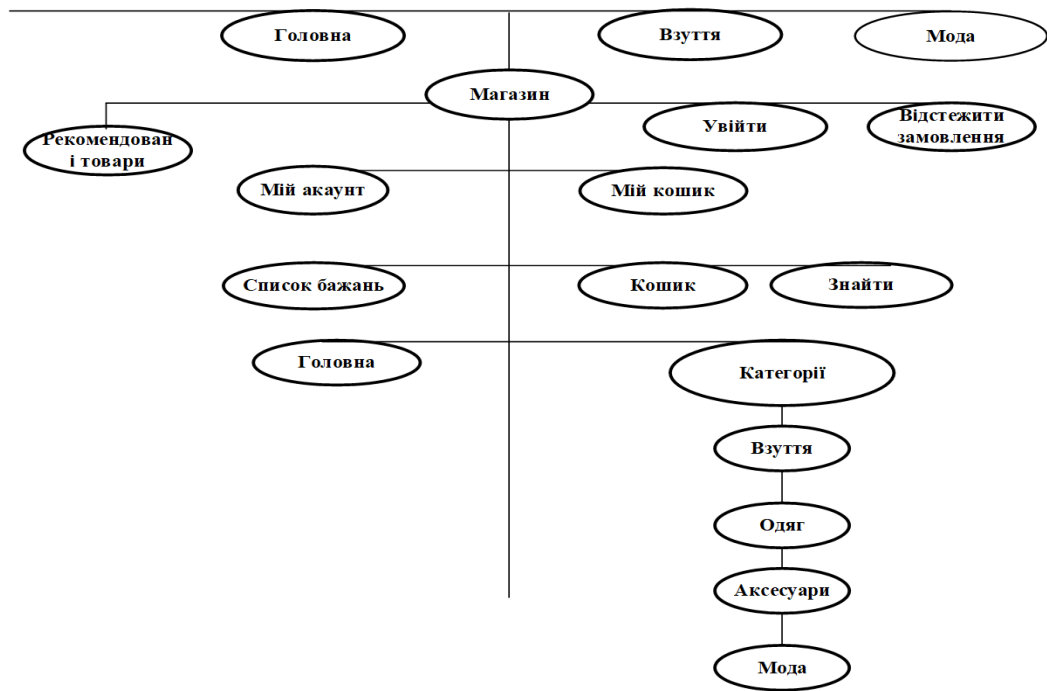 Головна
Взуття
Мода
Магазин
Рекомендован
і товари
Увійти
Відстежити
замовлення
Мій акаунт
Мій кошик
Список бажань
Кошик
Знайти
Головна
Категорії
Взуття
Одяг
Аксесуари
Мода